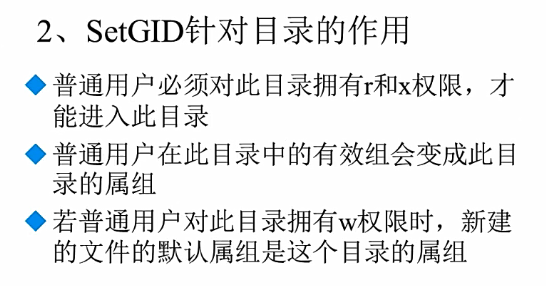 2、SetGID针对目录的作用
普通用户必须对此目录拥有r和x权限，才
能进入此目录
普通用户在此目录中的有效组会变成此目
录的属组
若普通用户对此目录拥有w权限时，新建
的文件的默认属组是这个目录的属组